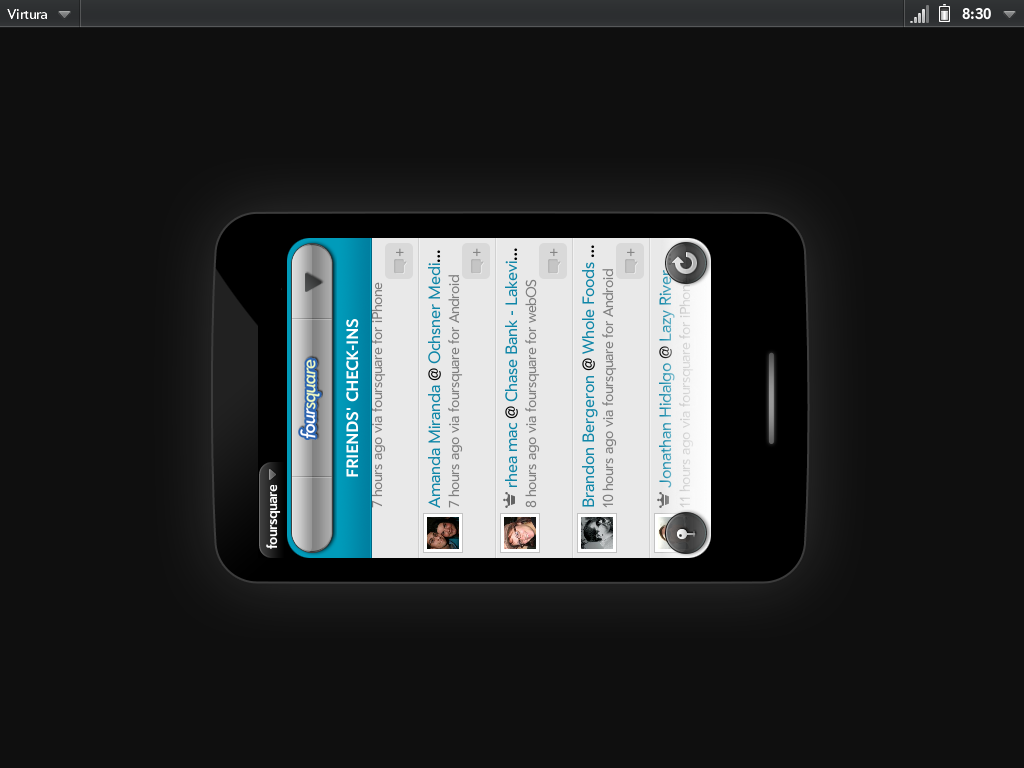 Virtura
8:30
foursquare
foursquare
FRIENDS' CHECK-INS
7 hours ago via foursquare for iPhone
Amanda Miranda @ Ochsner Medi...
7 hours ago via foursquare for Android
rhea mac @ Chase Bank - Lakevi...
8 hours ago via foursquare for webOS
Brandon Bergeron @ Whole Foods ...
10 hours ago via foursquare for Android
Jonathan Hidalgo @ Lazy River
11 hours ago via foursquare for iPhon